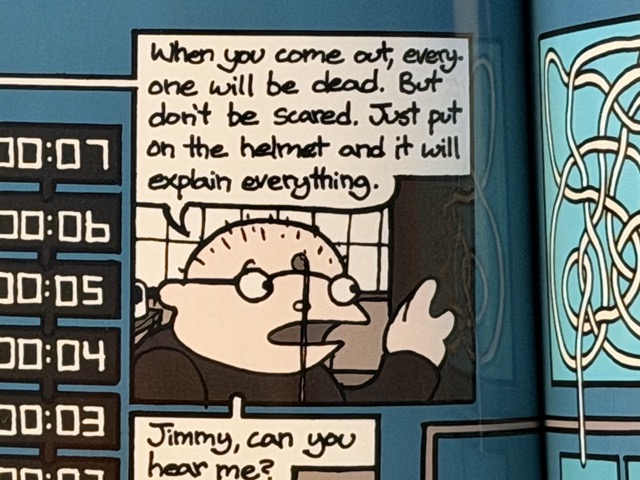 When you come out, every-
one will be dead. But
don't be scared. Just put
on the helmet and it will
explain everything.
00:07
00:06
00:05
00:04
00:03
Jimmy, can you
hear me?